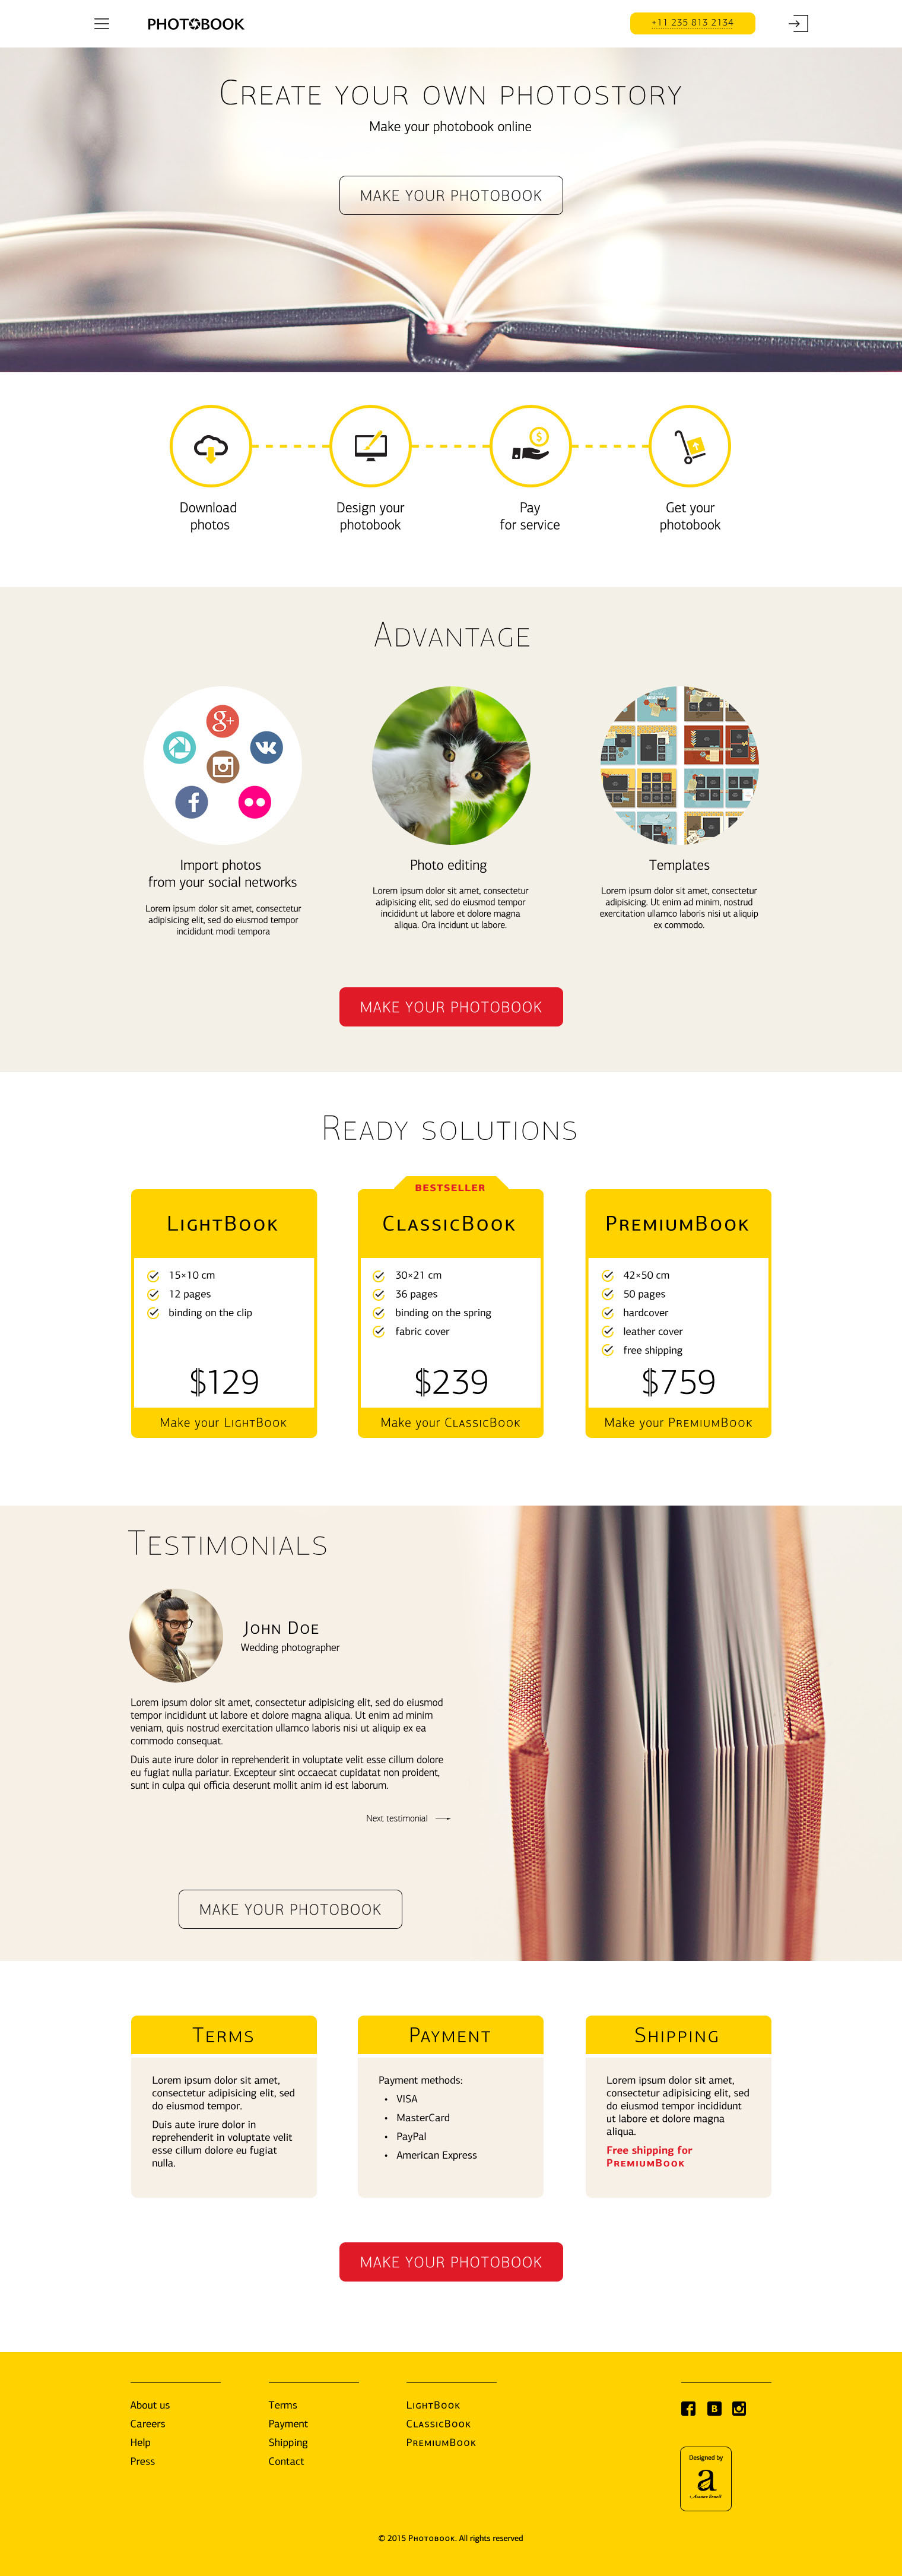 PHOTOBOOK
+11 235 813 2134
Create your own photostory
Make your photobook online
MAKE YOUR PHOTOBOOK
Download
photos
Design your
photobook
Pay
for service
Get your
photobook
Advantage
Import photos
from your social networks
Lorem ipsum dolor sit amet, consectetur
adipisicing elit, sed do eiusmod tempor
incididunt modi tempora
Photo editing
Lorem ipsum dolor sit amet, consectetur
adipisicing elit, sed do eiusmod tempor
incididunt ut labore et dolore magna
aliqua. Ora incidunt ut labore.
Templates
Lorem ipsum dolor sit amet, consectetur
adipisicing. Ut enim ad minim, nostrud
exercitation ullamco laboris nisi ut aliquip
ex commodo.
MAKE YOUR PHOTOBOOK
Ready solutions
LightBook
15×10 cm
12 pages
binding on the clip
$129
Make your LightBook
BESTSELLER
ClassicBook
30×21 cm
36 pages
binding on the spring
fabric cover
$239
Make your ClassicBook
PremiumBook
42×50 cm
50 pages
hardcover
leather cover
free shipping
$759
Make your PremiumBook
Testimonials
John Doe
Wedding photographer
Lorem ipsum dolor sit amet, consectetur adipisicing elit, sed do eiusmod
tempor incididunt ut labore et dolore magna aliqua. Ut enim ad minim
veniam, quis nostrud exercitation ullamco laboris nisi ut aliquip ex ea
commodo consequat.
Duis aute irure dolor in reprehenderit in voluptate velit esse cillum dolore
eu fugiat nulla pariatur. Excepteur sint occaecat cupidatat non proident,
sunt in culpa qui officia deserunt mollit anim id est laborum.
Next testimonial
MAKE YOUR PHOTOBOOK
Terms
Lorem ipsum dolor sit amet,
consectetur adipisicing elit, sed
do eiusmod tempor.
Duis aute irure dolor in
reprehenderit in voluptate velit
esse cillum dolore eu fugiat
nulla.
Payment
Payment methods:
• VISA
• MasterCard
• PayPal
• American Express
Shipping
Lorem ipsum dolor sit amet,
consectetur adipisicing elit, sed
do eiusmod tempor incididunt
ut labore et dolore magna
aliqua.
Free shipping for
PremiumBook
MAKE YOUR PHOTOBOOK
About us
Careers
Help
Press
Terms
Payment
Shipping
Contact
LightBook
ClassicBook
PremiumBook
Designed by
a
© 2015 Photobook. All rights reserved